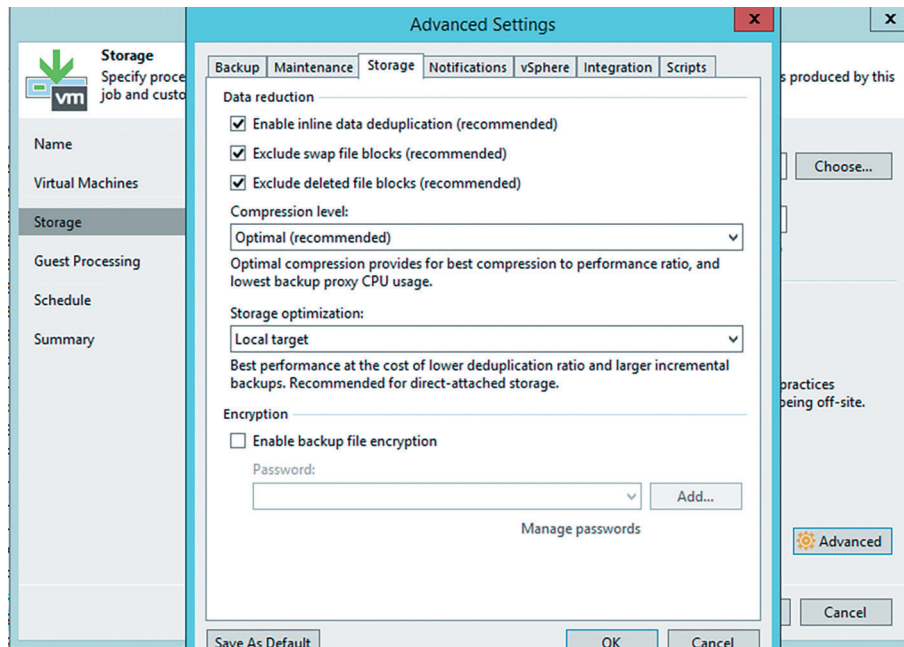 Advanced Settings
x
x
Storage
Specify proce
job and custo
s produced by this
vm
Name
Virtual Machines
Storage
Guest Processing
Schedule
Summary
Backup
Maintenance
Storage
Notifications
vSphere
Integration
Scripts
Data reduction
Enable inline data deduplication (recommended)
Exclude swap file blocks (recommended)
Exclude deleted file blocks (recommended)
Compression level:
Optimal (recommended)
Optimal compression provides for best compression to performance ratio, and
lowest backup proxy CPU usage.
Storage optimization:
Local target
Best performance at the cost of lower deduplication ratio and larger incremental
backups. Recommended for direct-attached storage.
Encryption
Enable backup file encryption
Password:
Add...
Manage passwords
Save As Default
OK
Cancel
Choose...
practices
being off-site.
Advanced
Cancel